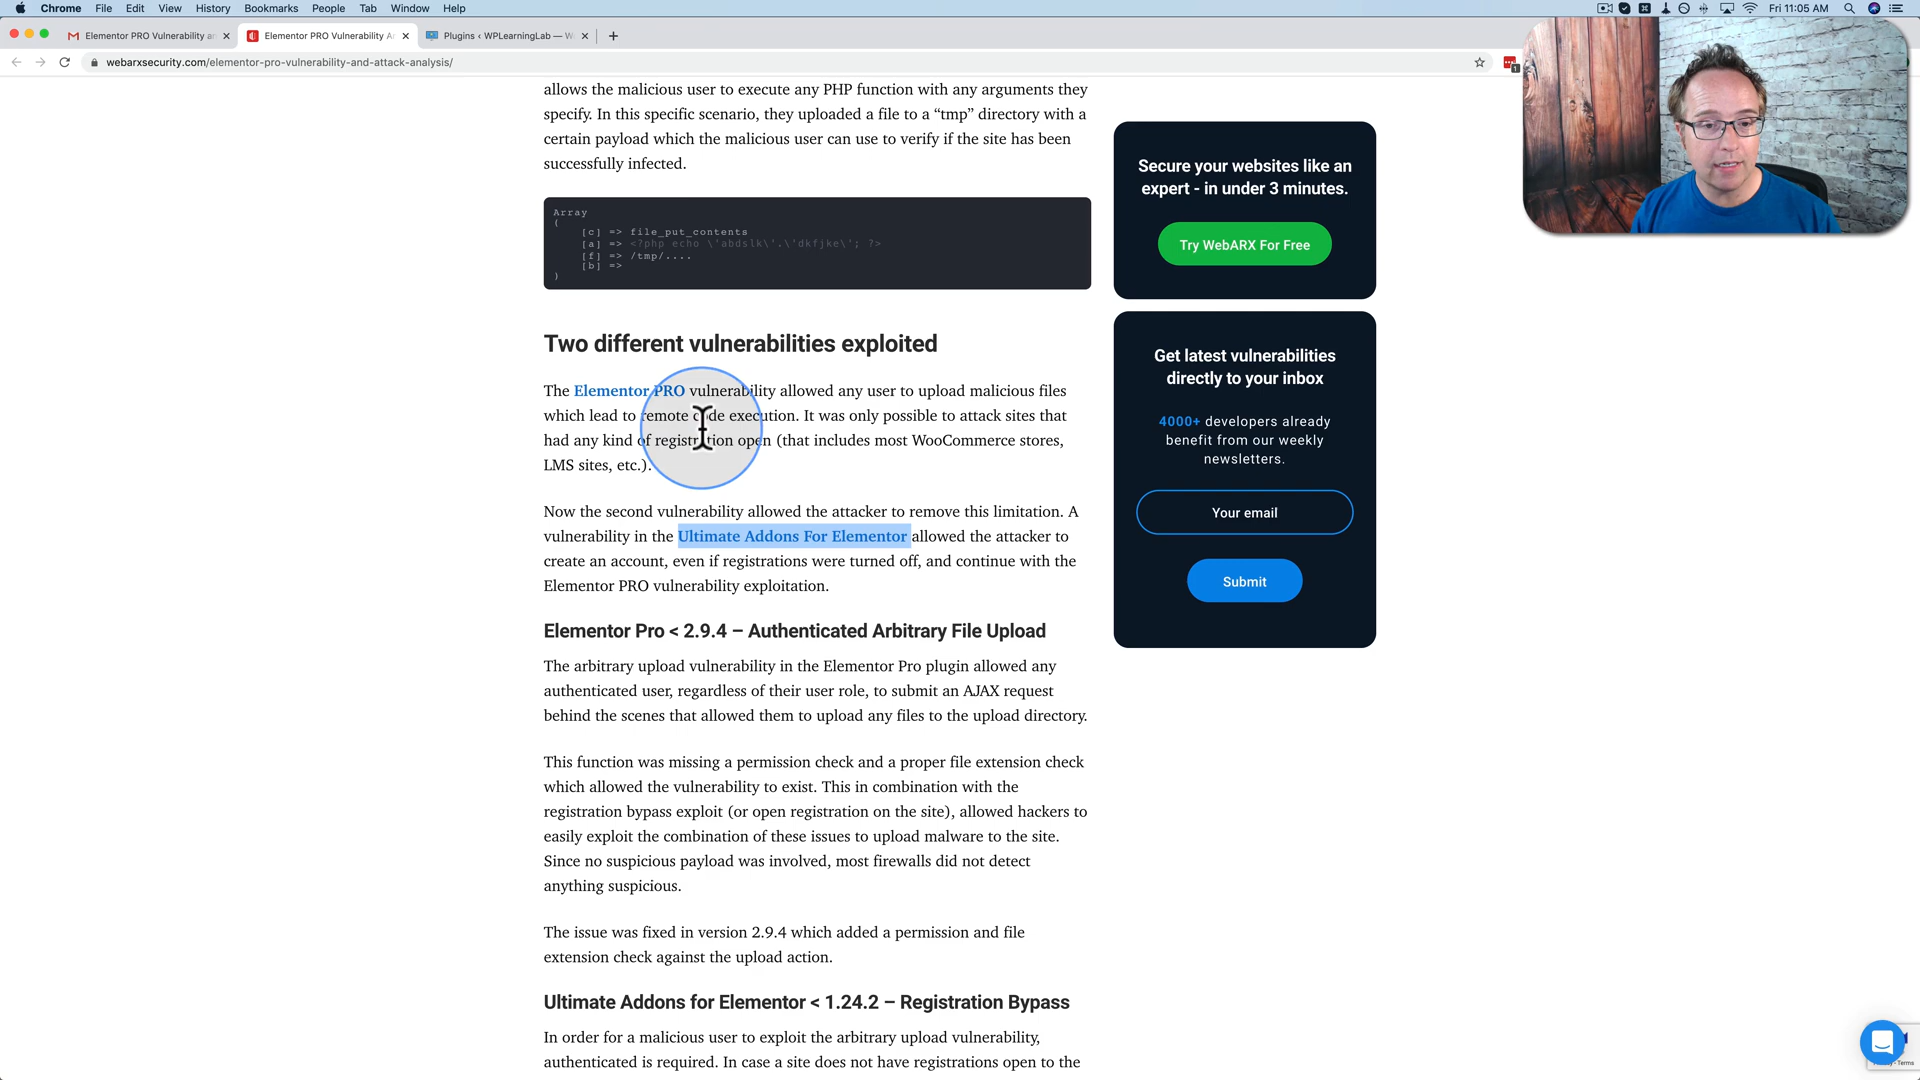 Chrome File Edit View History Bookmarks People Tab Window Help
Fri 11:05 AM
Elementor PRO Vulnerability a
Elementor PRO Vulnerability A
Plugins ‹ WPLearningLab — W
webarxsecurity.com/elementor-pro-vulnerability-and-attack-analysis/
allows the malicious user to execute any PHP function with any arguments they
specify. In this specific scenario, they uploaded a file to a “tmp” directory with a
certain payload which the malicious user can use to verify if the site has been
successfully infected.
Array
(
[c] => file_put_contents
[a] => <?php echo \'abdslk\'.\'dkfjke\'; ?>
[f] => /tmp/....
[b] =>
)
Two different vulnerabilities exploited
The Elementor PRO vulnerability allowed any user to upload malicious files
which lead to remote code execution. It was only possible to attack sites that
had any kind of registration open (that includes most WooCommerce stores,
LMS sites, etc.).
Now the second vulnerability allowed the attacker to remove this limitation. A
vulnerability in the Ultimate Addons For Elementor allowed the attacker to
create an account, even if registrations were turned off, and continue with the
Elementor PRO vulnerability exploitation.
Elementor Pro < 2.9.4 – Authenticated Arbitrary File Upload
The arbitrary upload vulnerability in the Elementor Pro plugin allowed any
authenticated user, regardless of their user role, to submit an AJAX request
behind the scenes that allowed them to upload any files to the upload directory.
This function was missing a permission check and a proper file extension check
which allowed the vulnerability to exist. This in combination with the
registration bypass exploit (or open registration on the site), allowed hackers to
easily exploit the combination of these issues to upload malware to the site.
Since no suspicious payload was involved, most firewalls did not detect
anything suspicious.
The issue was fixed in version 2.9.4 which added a permission and file
extension check against the upload action.
Ultimate Addons for Elementor < 1.24.2 – Registration Bypass
In order for a malicious user to exploit the arbitrary upload vulnerability,
authenticated is required. In case a site does not have registrations open to the
Secure your websites like an
expert - in under 3 minutes.
Try WebARX For Free
Get latest vulnerabilities
directly to your inbox
4000+ developers already
benefit from our weekly
newsletters.
Your email
Submit
- Terms